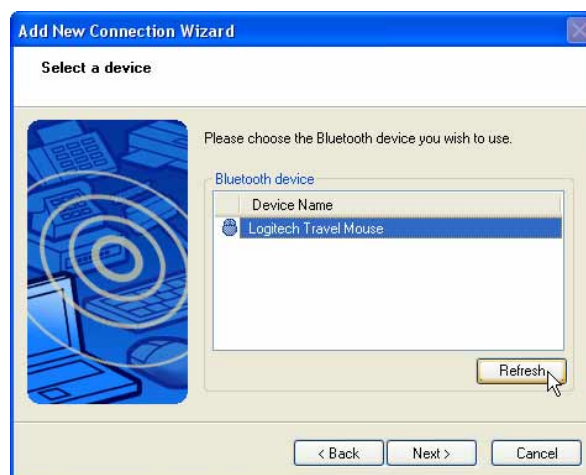 Add New Connection Wizard
Select a device
Please choose the Bluetooth device you wish to use.
Bluetooth device
Device Name
Logitech Travel Mouse
Refresh
< Back Next > Cancel